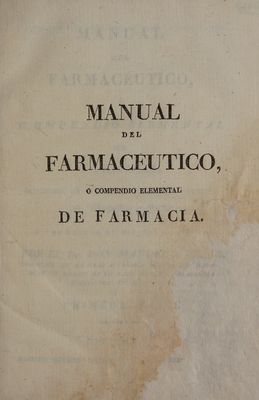 MANUAL
DEL
FARMACEUTICO,
O COMPENDIO ELEMENTAL
DE FARMACIA.